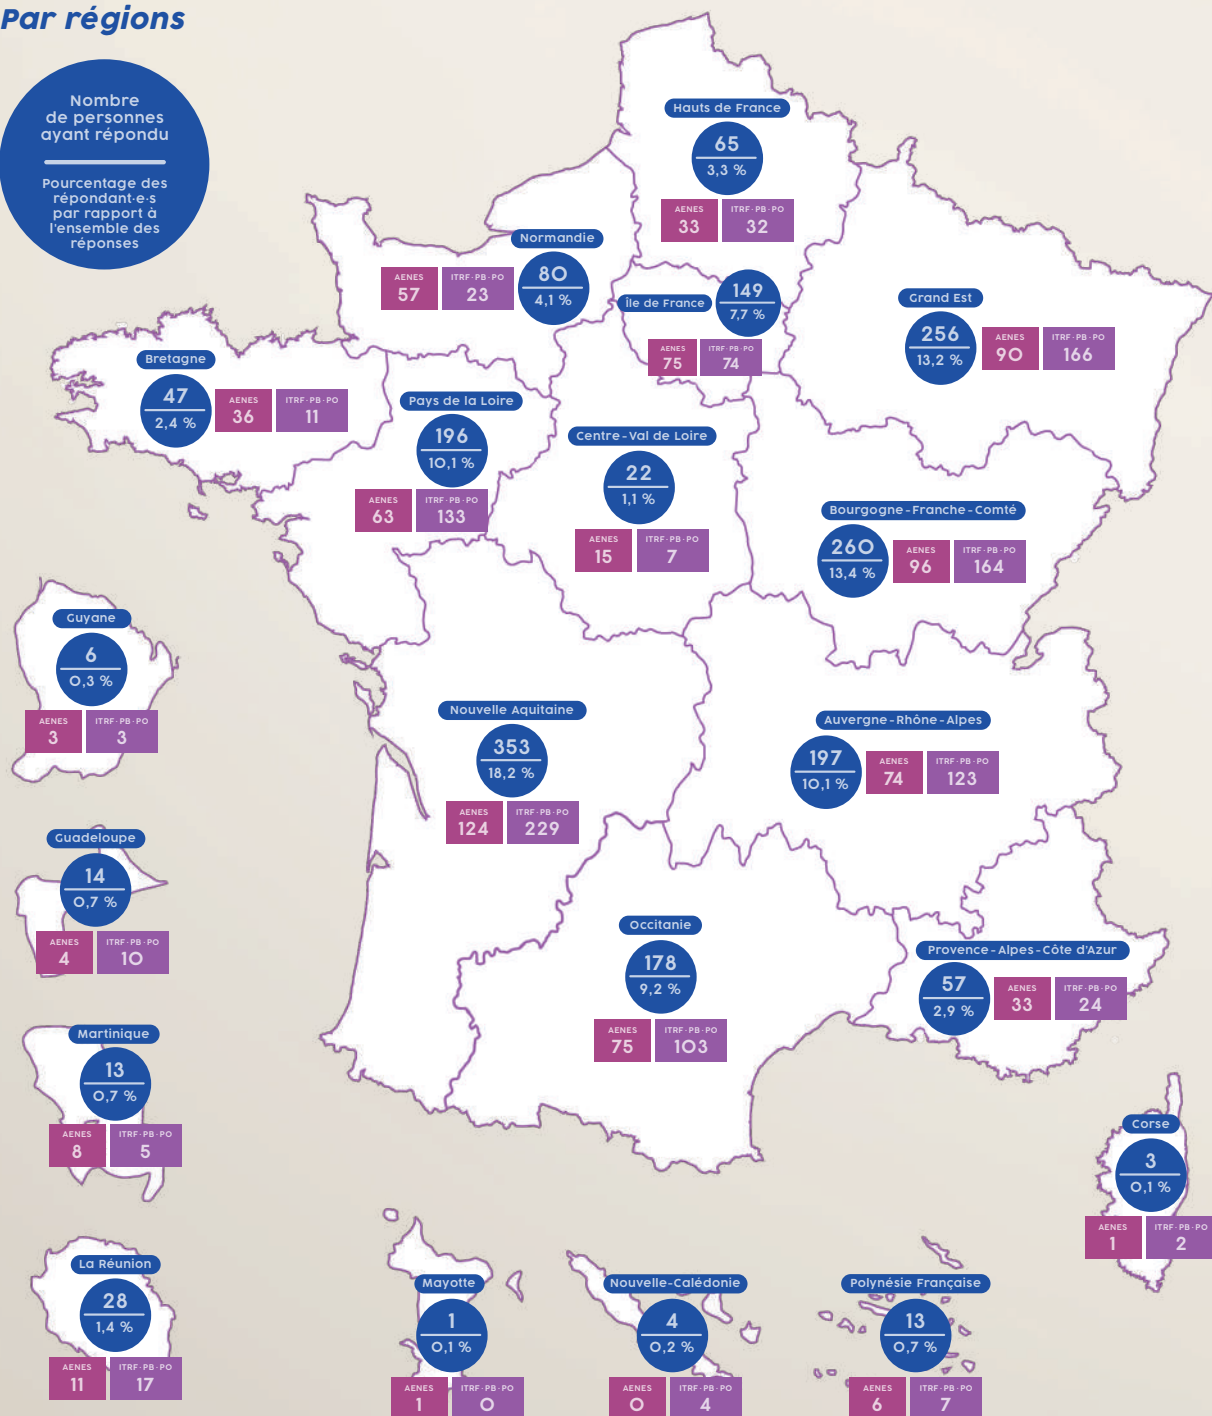 Par régions
Nombre
de personnes
ayant répondu
Pourcentage des
répondant·e·s
par rapport à
l'ensemble des
réponses
Hauts de France
65
3,3 %
AENES
33
ITRF·PB·PO
32
Normandie
80
4,1 %
AENES
57
ITRF·PB·PO
23
Île de France
149
7,7 %
AENES
75
ITRF·PB·PO
74
Grand Est
256
13,2 %
AENES
90
ITRF·PB·PO
166
Bretagne
47
2,4 %
AENES
36
ITRF·PB·PO
11
Pays de la Loire
196
10,1 %
AENES
63
ITRF·PB·PO
133
Centre-Val de Loire
22
1,1 %
AENES
15
ITRF·PB·PO
7
Bourgogne-Franche-Comté
260
13,4 %
AENES
96
ITRF·PB·PO
164
Guyane
6
0,3 %
AENES
3
ITRF·PB·PO
3
Nouvelle Aquitaine
353
18,2 %
AENES
124
ITRF·PB·PO
229
Auvergne-Rhône-Alpes
197
10,1 %
AENES
74
ITRF·PB·PO
123
Guadeloupe
14
0,7 %
AENES
4
ITRF·PB·PO
10
Occitanie
178
9,2 %
AENES
75
ITRF·PB·PO
103
Provence-Alpes-Côte d'Azur
57
2,9 %
AENES
33
ITRF·PB·PO
24
Martinique
13
0,7 %
AENES
8
ITRF·PB·PO
5
Corse
3
0,1 %
AENES
1
ITRF·PB·PO
2
La Réunion
28
1,4 %
AENES
11
ITRF·PB·PO
17
Mayotte
1
0,1 %
AENES
1
ITRF·PB·PO
0
Nouvelle-Calédonie
4
0,2 %
AENES
0
ITRF·PB·PO
4
Polynésie Française
13
0,7 %
AENES
6
ITRF·PB·PO
7